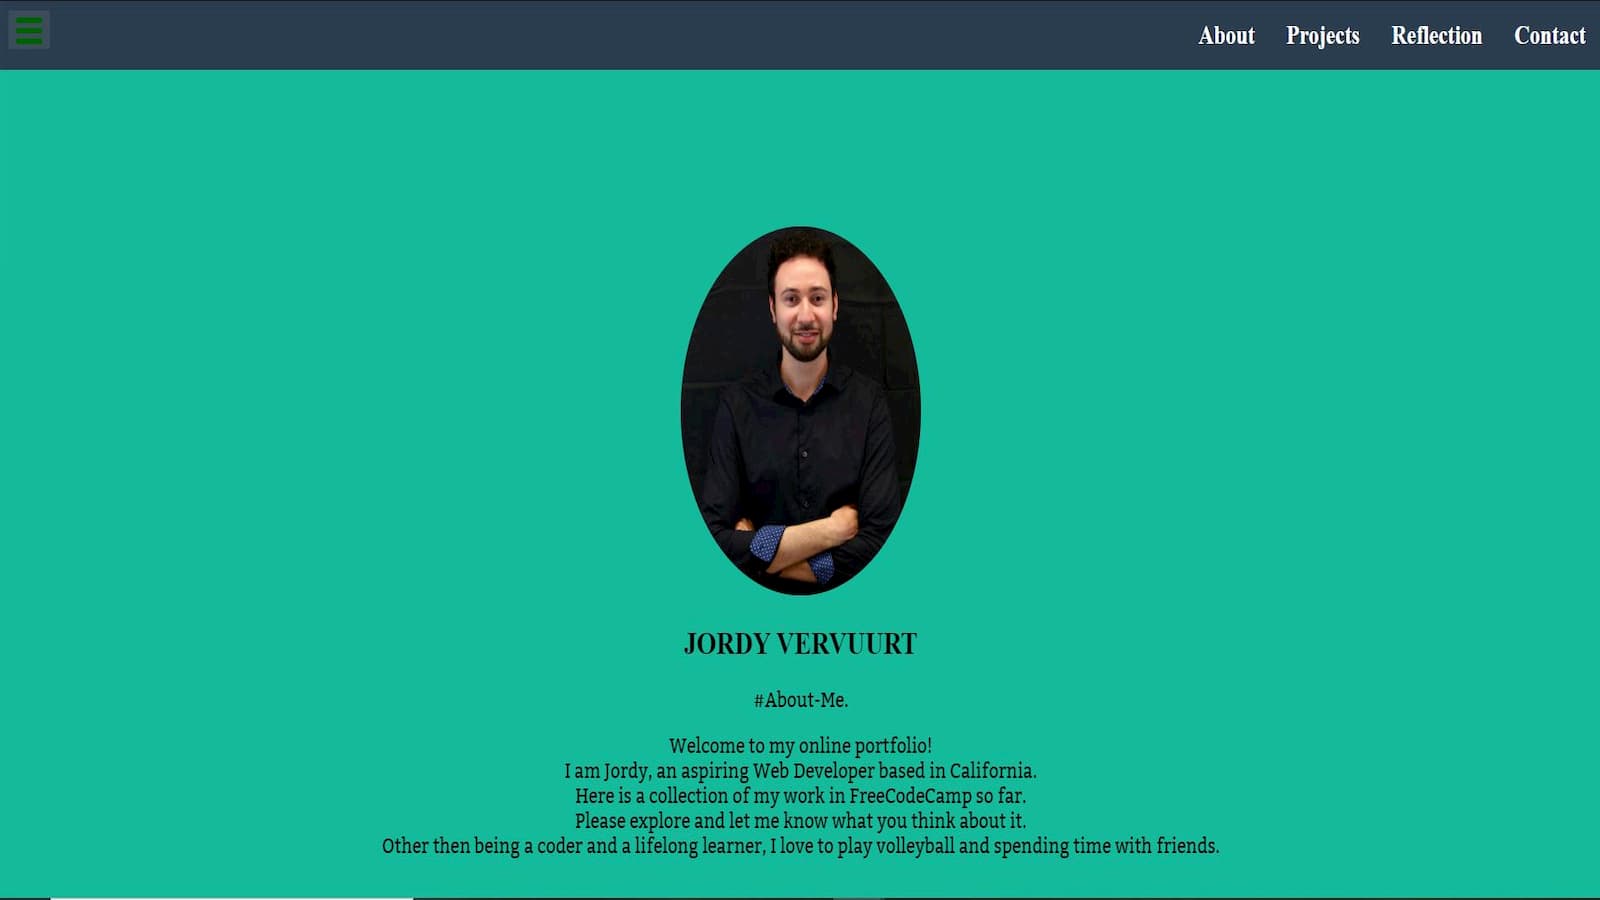 About Projects Reflection Contact
JORDY VERVUURT
#About-Me.
Welcome to my online portfolio!
I am Jordy, an aspiring Web Developer based in California.
Here is a collection of my work in FreeCodeCamp so far.
Please explore and let me know what you think about it.
Other then being a coder and a lifelong learner, I love to play volleyball and spending time with friends.